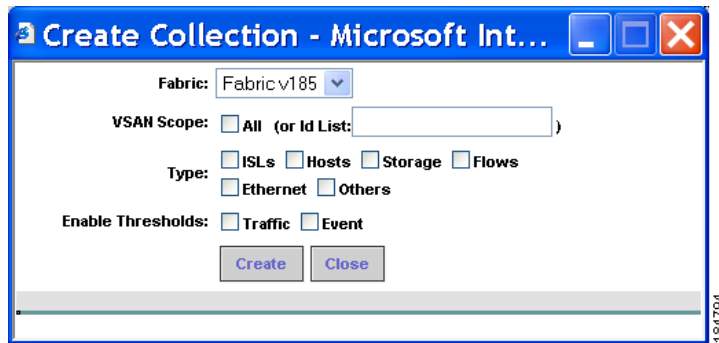 Create Collection - Microsoft Int...
Fabric: Fabric v185
VSAN Scope: All (or Id List: )
Type: ISLs Hosts Storage Flows
Ethernet Others
Enable Thresholds: Traffic Event
Create Close
184794